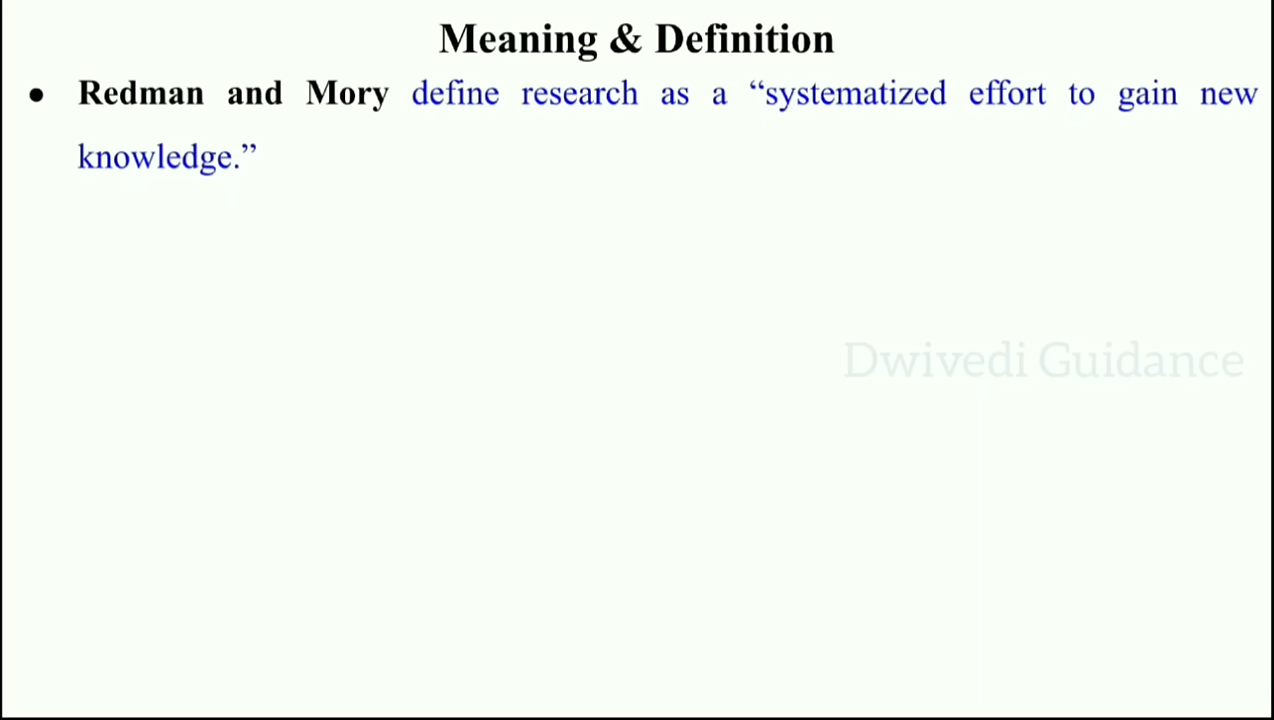 Meaning & Definition
● Redman and Mory define research as a “systematized effort to gain new
knowledge.”
Dwivedi Guidance